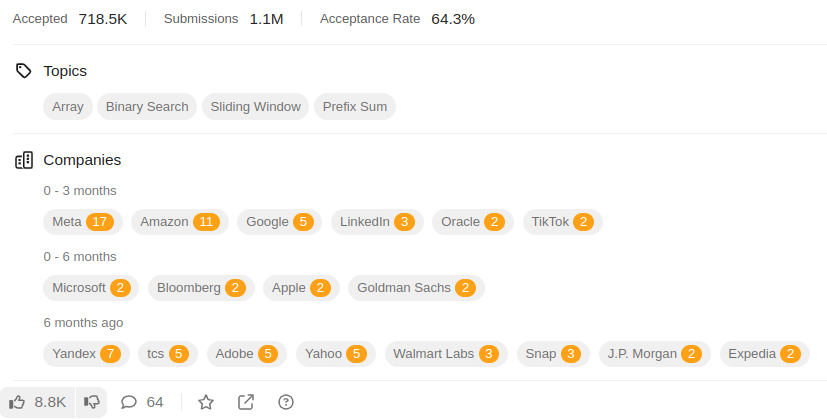 Accepted 718.5K Submissions 1.1M Acceptance Rate 64.3%
Topics
Array Binary Search Sliding Window Prefix Sum
Companies
0 - 3 months
Meta 17 Amazon 11 Google 5 LinkedIn 3 Oracle 2 TikTok 2
0 - 6 months
Microsoft 2 Bloomberg 2 Apple 2 Goldman Sachs 2
6 months ago
Yandex 7 tcs 5 Adobe 5 Yahoo 5 Walmart Labs 3 Snap 3 J.P. Morgan 2 Expedia 2
8.8K 64